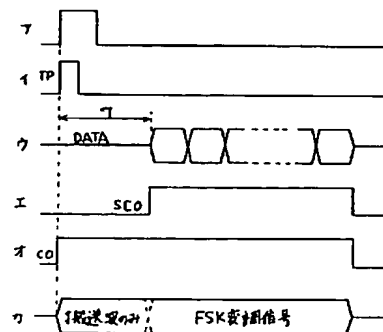 ア
イ TP
T
ウ DATA
エ SCO
オ CO
カ 搬送波のみ FSK変調信号